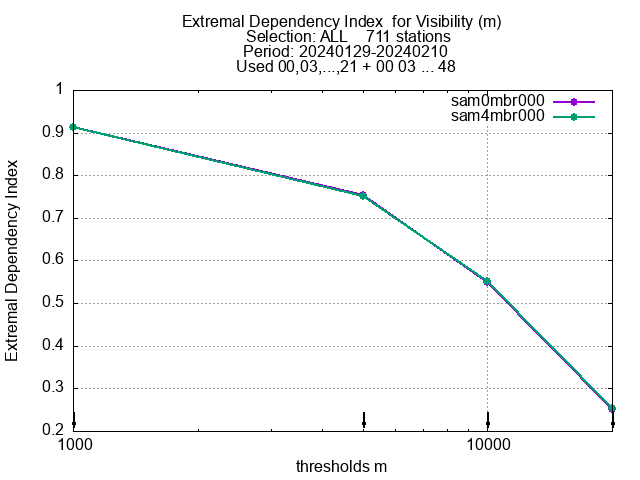 Extremal Dependency Index  for Visibility (m)
Selection: ALL    711 stations
Period: 20240129-20240210
Used 00,03,...,21 + 00 03 ... 48
sam0mbr000
sam4mbr000
1
0.9
0.8
0.7
0.6
0.5
0.4
0.3
0.2
Extremal Dependency Index
1000
10000
thresholds m